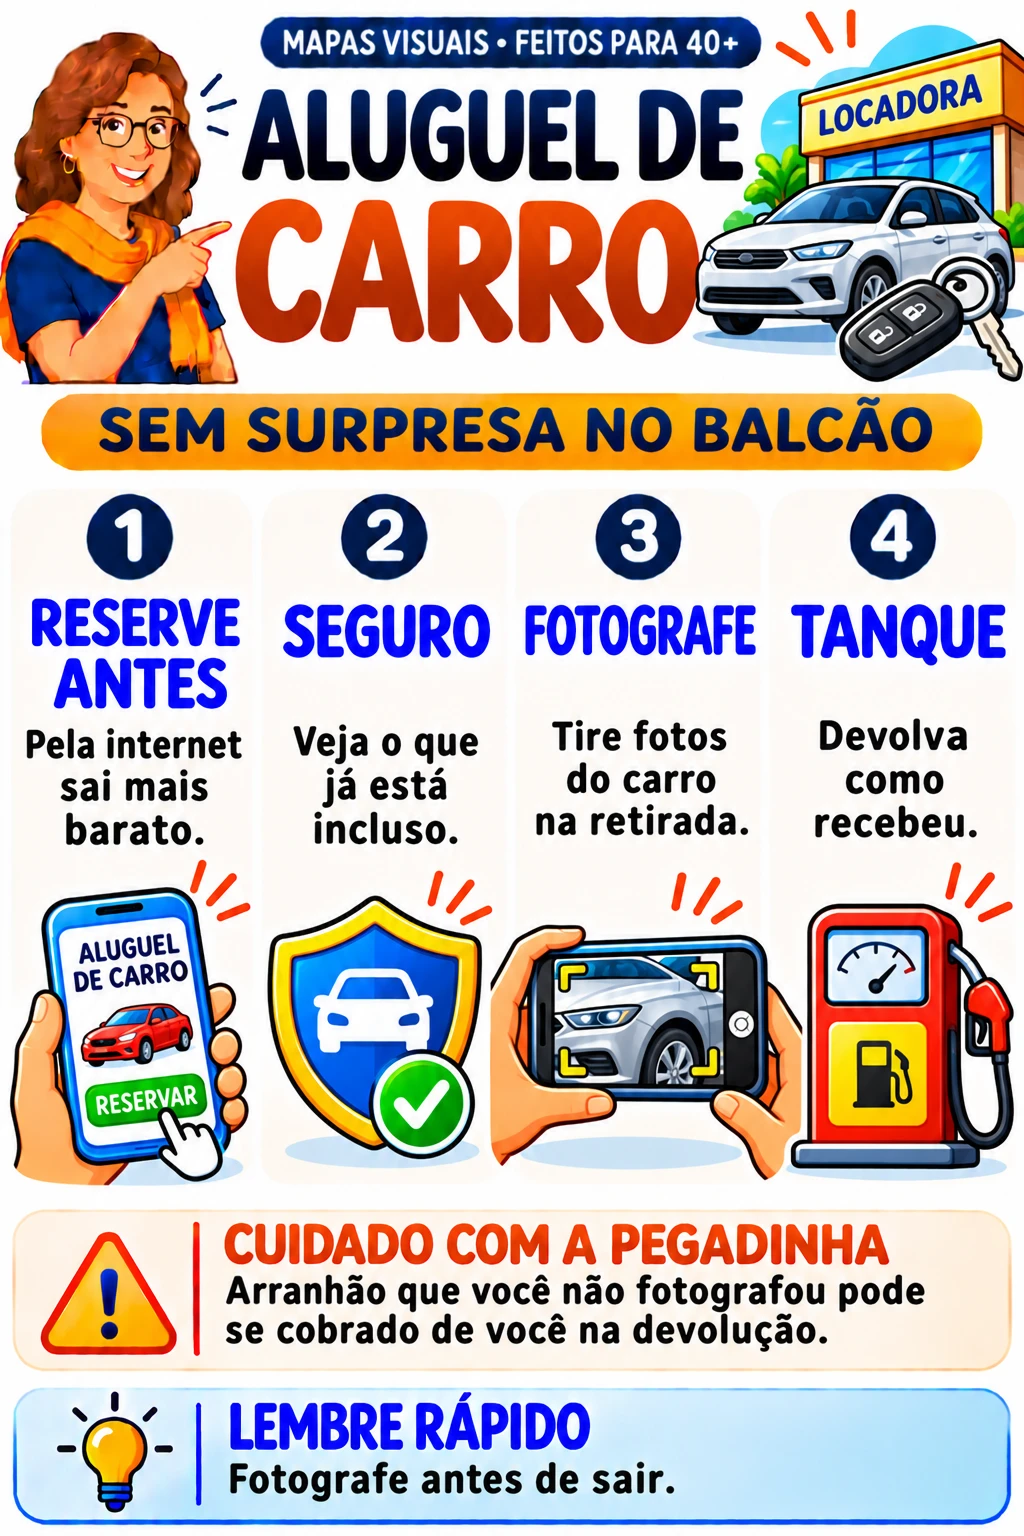 MAPAS VISUAIS • FEITOS PARA 40+
ALUGUEL DE
CARRO
LOCADORA
SEM SURPRESA NO BALCÃO
1
RESERVE
ANTES
Pela internet
sai mais
barato.
ALUGUEL
DE CARRO
RESERVAR
2
SEGURO
Veja o que
já está
incluso.
3
FOTOGRAFE
Tire fotos
do carro
na retirada.
4
TANQUE
Devolva
como
recebeu.
CUIDADO COM A PEGADINHA
Arranhão que você não fotografou pode
se cobrado de você na devolução.
LEMBRE RÁPIDO
Fotografe antes de sair.